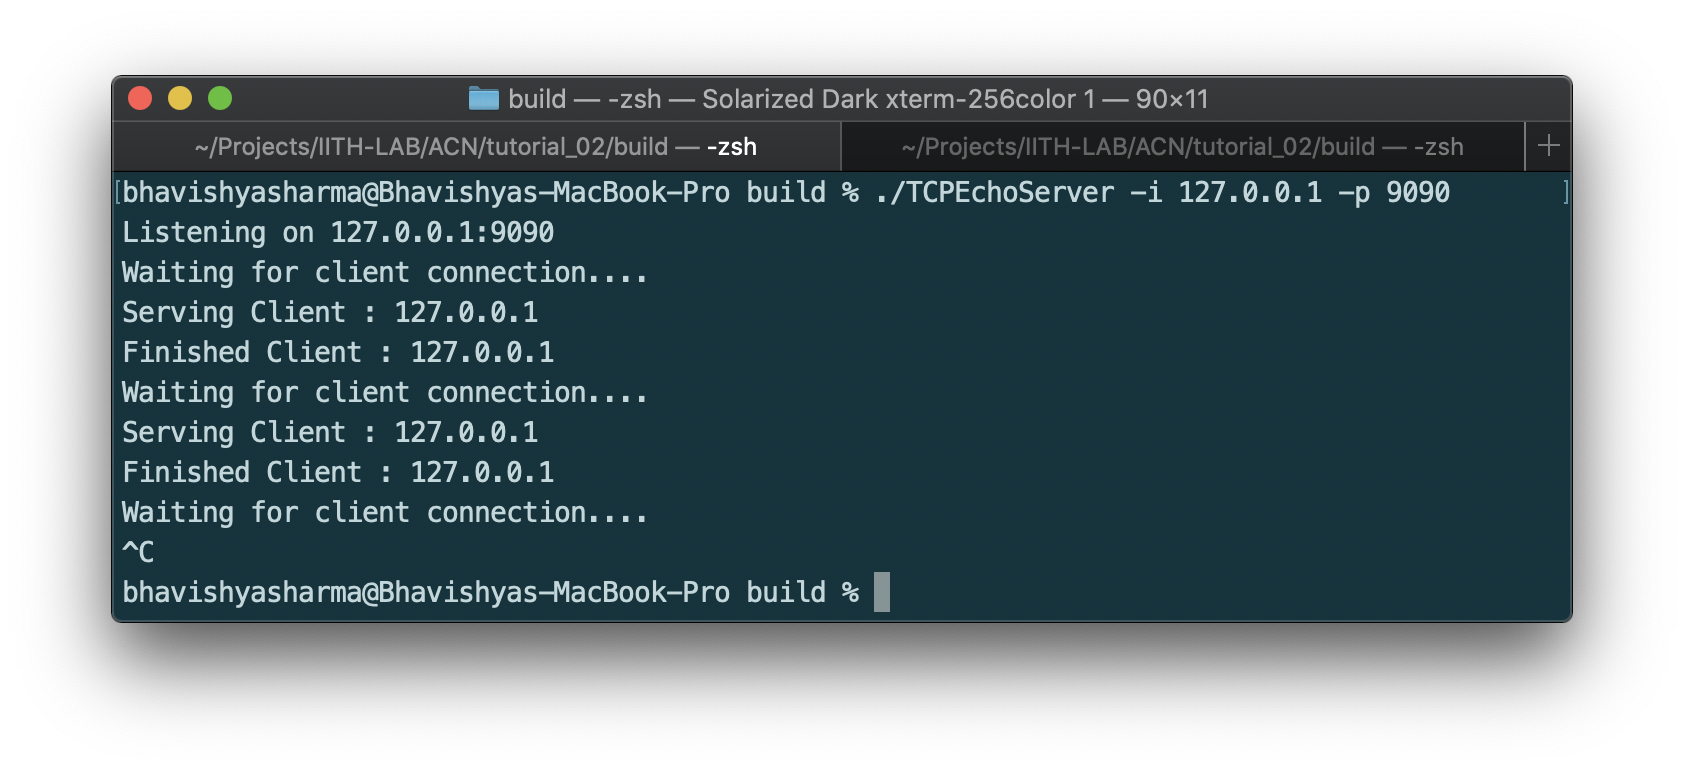 build — -zsh — Solarized Dark xterm-256color 1 — 90×11
~/Projects/IITH-LAB/ACN/tutorial_02/build — -zsh
~/Projects/IITH-LAB/ACN/tutorial_02/build — -zsh
[bhavishyasharma@Bhavishyas-MacBook-Pro build % ./TCPEchoServer -i 127.0.0.1 -p 9090 ]
Listening on 127.0.0.1:9090
Waiting for client connection....
Serving Client : 127.0.0.1
Finished Client : 127.0.0.1
Waiting for client connection....
Serving Client : 127.0.0.1
Finished Client : 127.0.0.1
Waiting for client connection....
^C
bhavishyasharma@Bhavishyas-MacBook-Pro build %